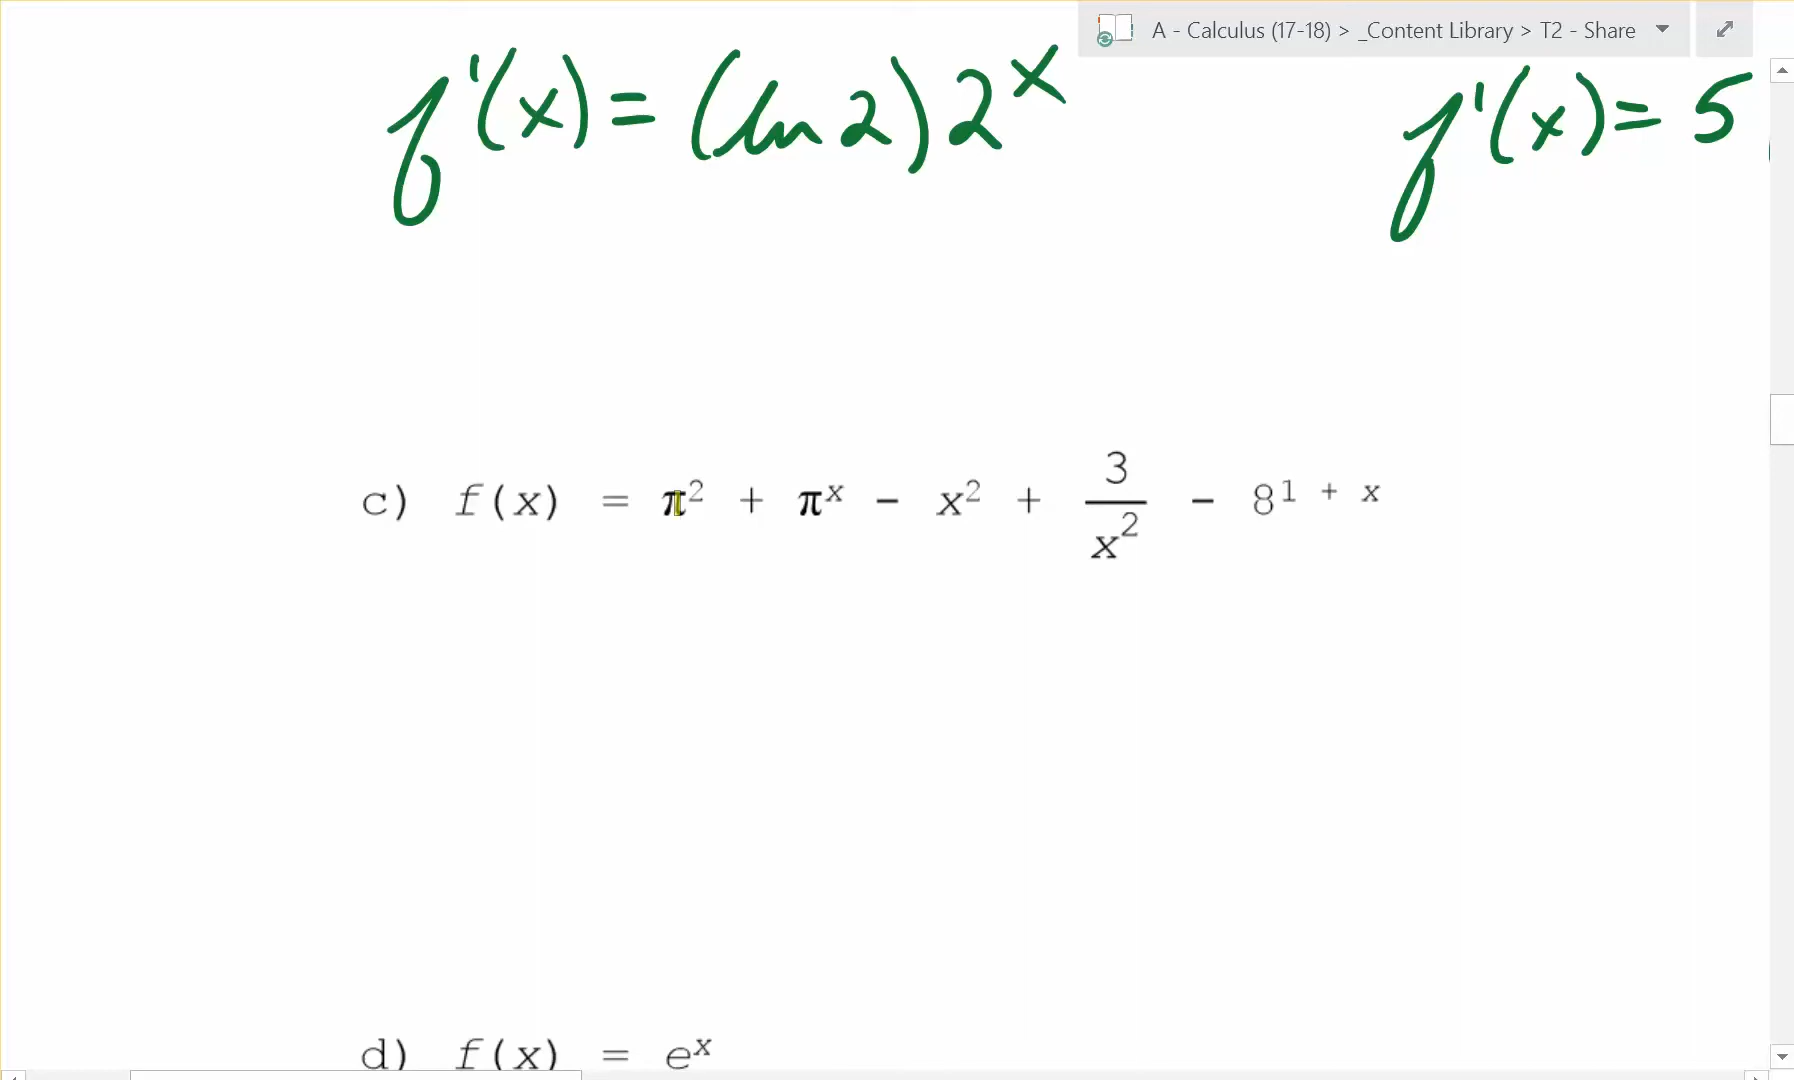 A - Calculus (17-18) > _Content Library > T2 - Share
f'(x) = (ln 2) 2^x
f'(x) = 5
c) f(x) = π² + π^x - x² + 3/x² - 8^(1 + x)
d) f(x) = e^x